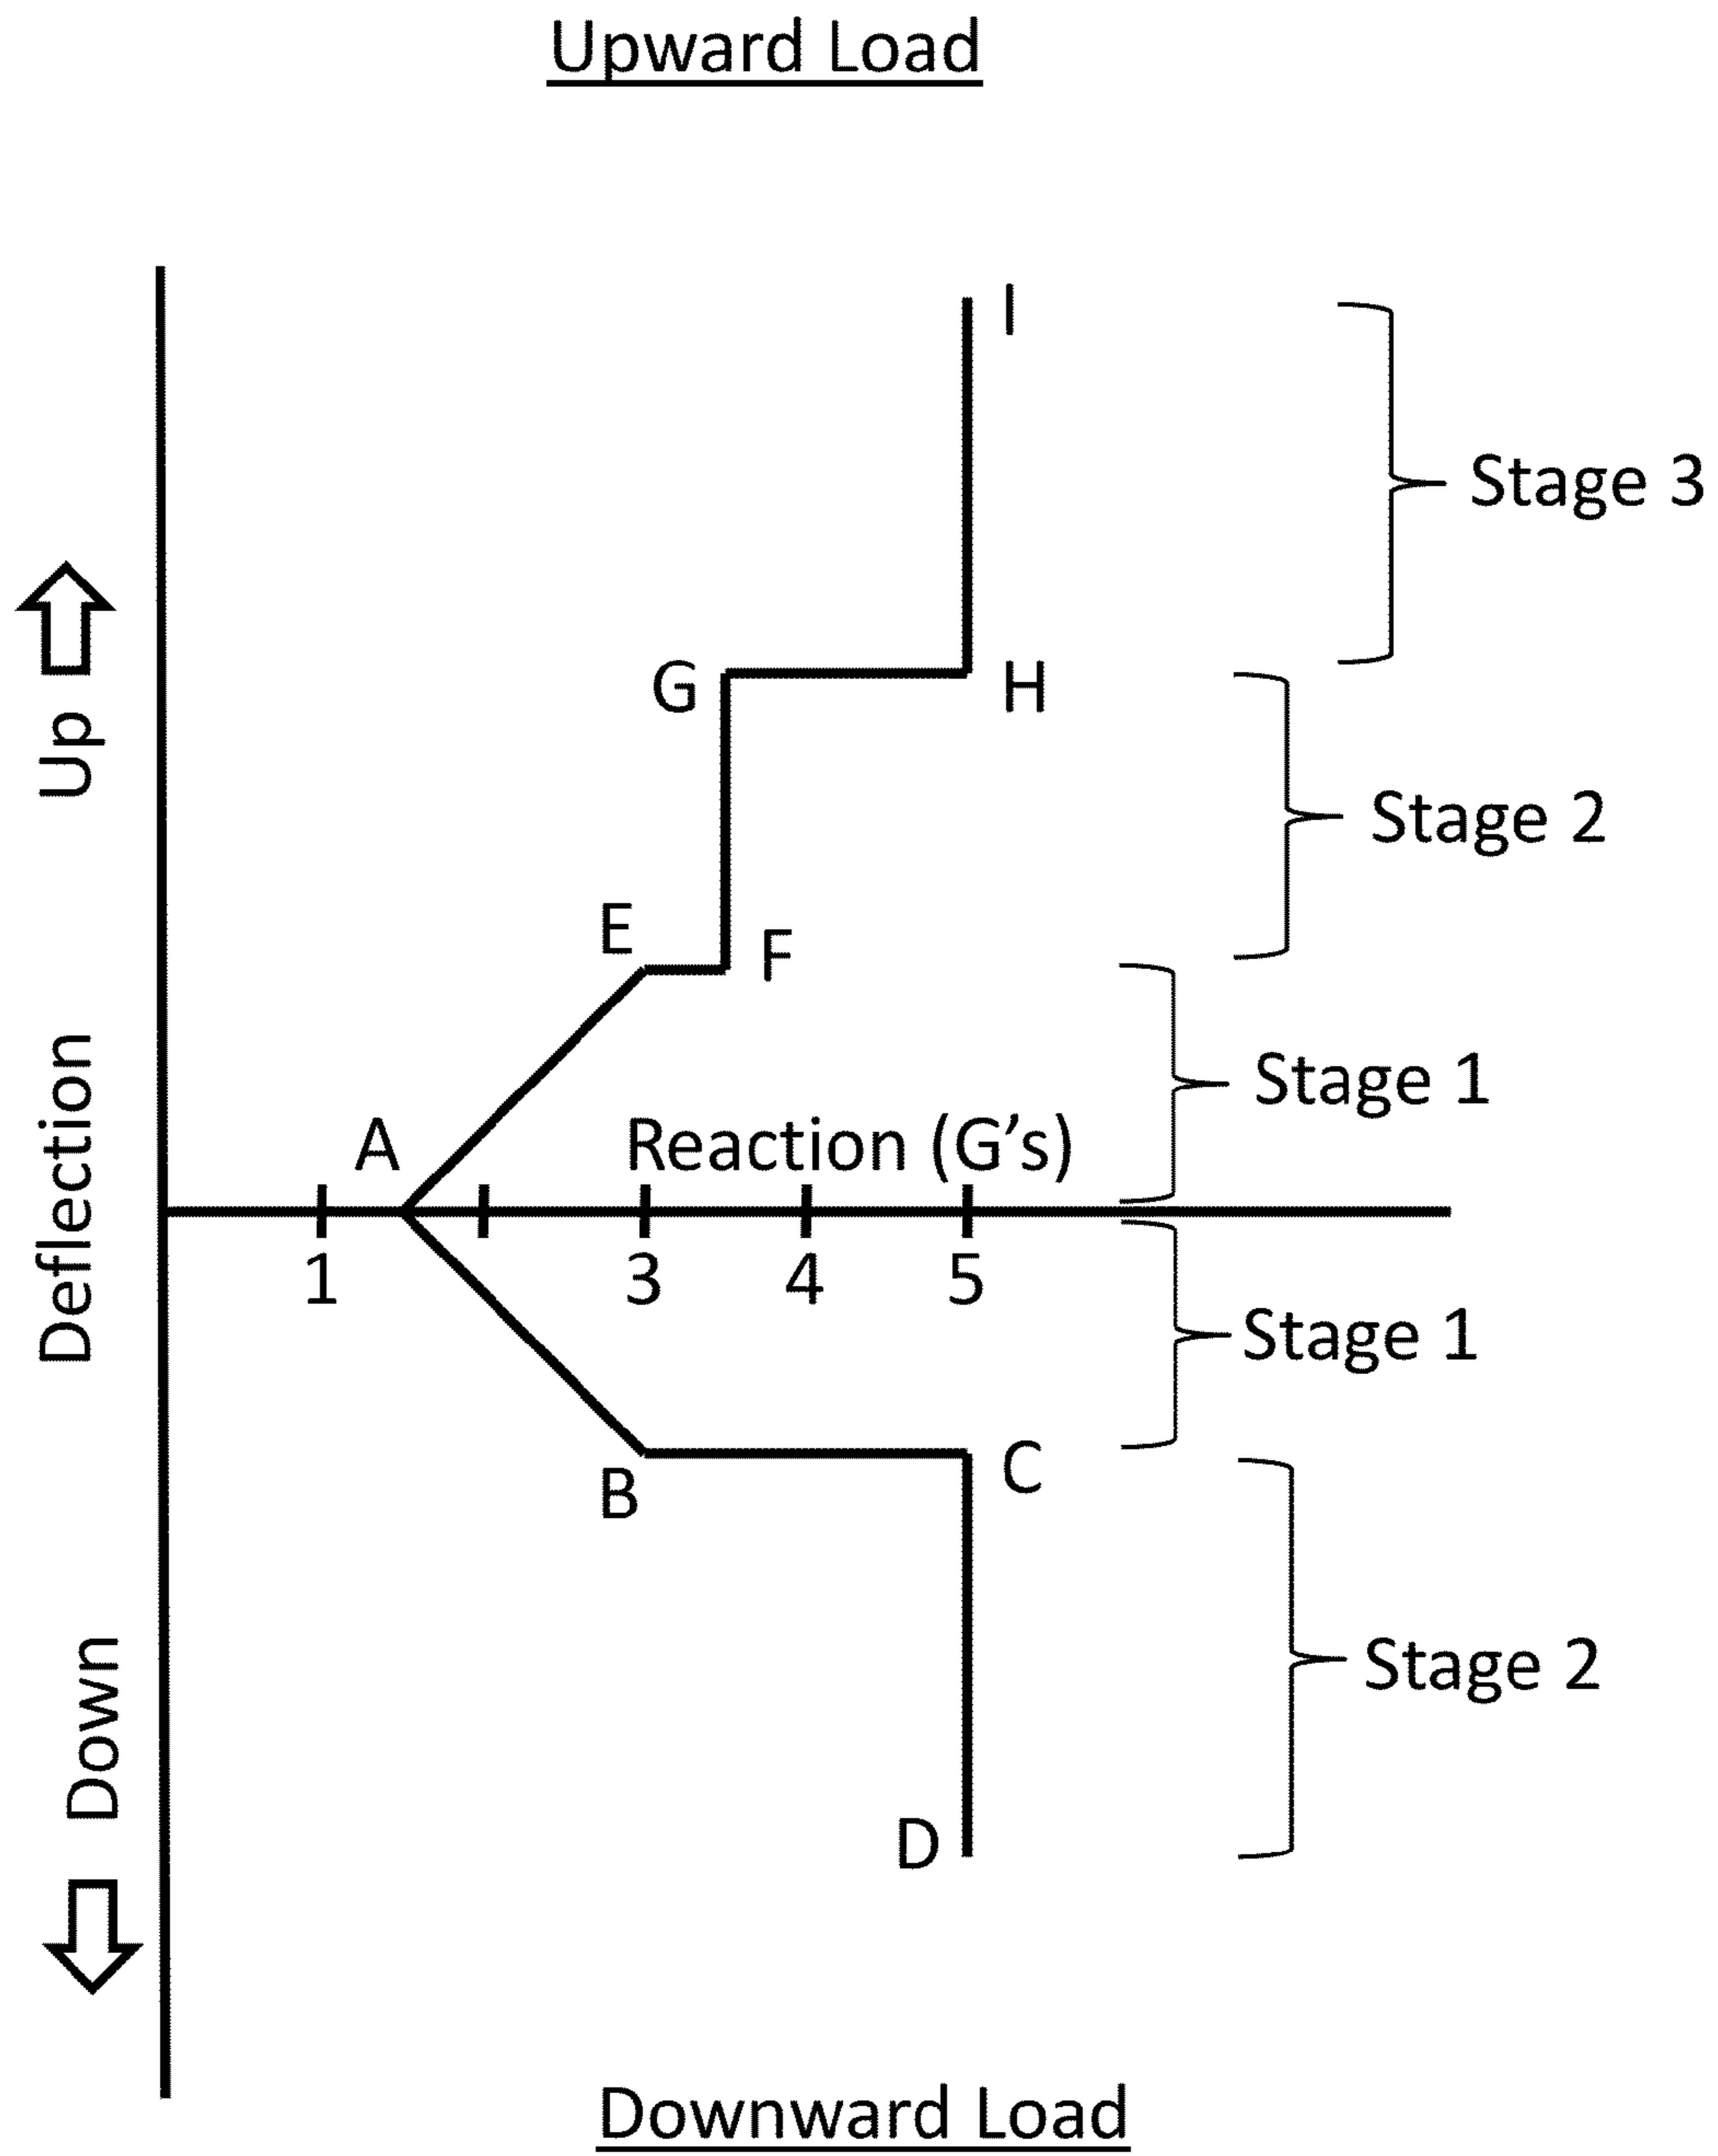 Upward Load
I
Stage 3
Up
G
H
Stage 2
E
F
Stage 1
A
Reaction (G's)
Deflection
1
3
4
5
Stage 1
B
C
Stage 2
Down
D
Downward Load